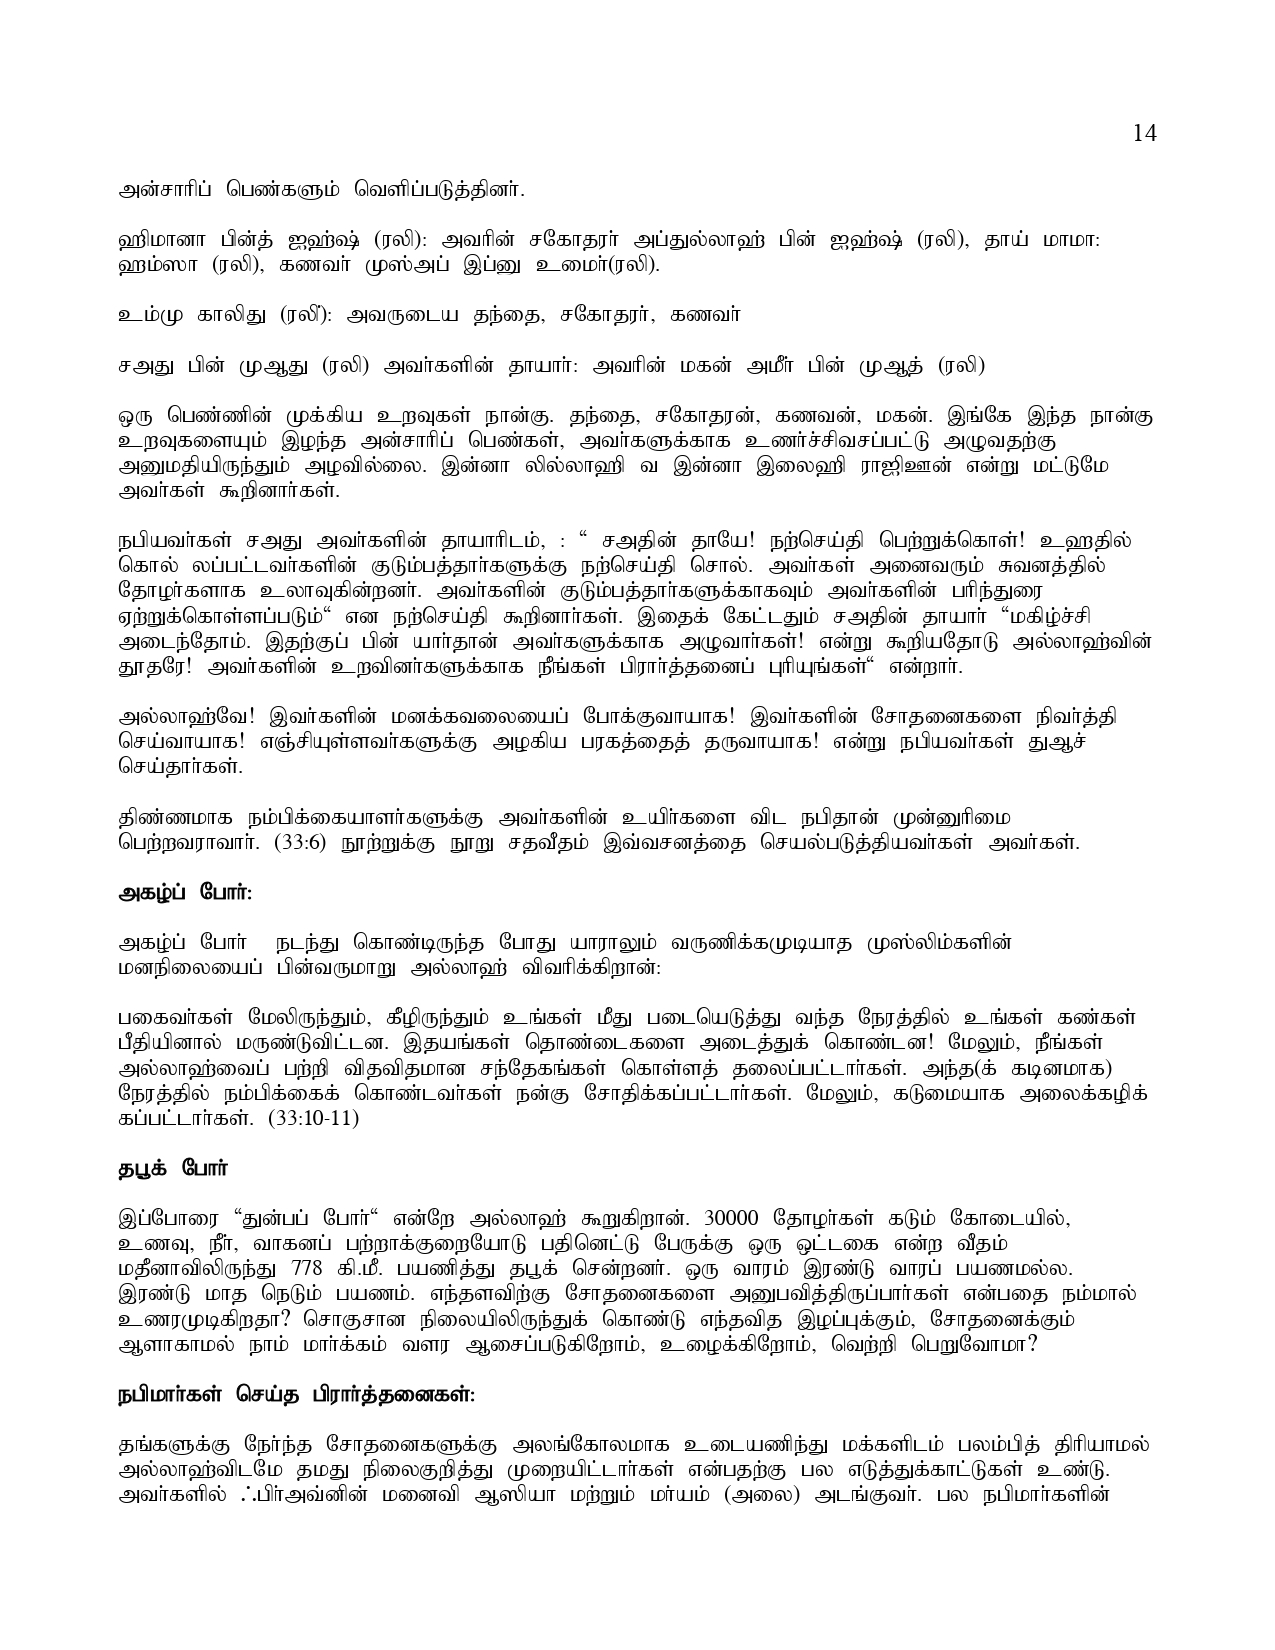 14
அன்சாரிப் பெண்களும் வெளிப்படுத்தினர்.
ஹிமானா பின்த் ஐஹ்ஷ் (ரலி): அவரின் சகோதரர் அப்துல்லாஹ் பின் ஐஹ்ஷ் (ரலி), தாய் மாமா:
ஹம்ஸா (ரலி), கணவர் முஸ்அப் இப்னு உமைர்(ரலி).
உம்மு காலிது (ரலி): அவருடைய தந்தை, சகோதரர், கணவர்
சஅது பின் முஆது (ரலி) அவர்களின் தாயார்: அவரின் மகன் அமீர் பின் முஆத் (ரலி)
ஒரு பெண்ணின் முக்கிய உறவுகள் நான்கு. தந்தை, சகோதரன், கணவன், மகன். இங்கே இந்த நான்கு
உறவுகளையும் இழந்த அன்சாரிப் பெண்கள், அவர்களுக்காக உணர்ச்சிவசப்பட்டு அழுவதற்கு
அனுமதியிருந்தும் அழவில்லை. இன்னா லில்லாஹி வ இன்னா இலைஹி ராஜிஊன் என்று மட்டுமே
அவர்கள் கூறினார்கள்.
நபியவர்கள் சஅது அவர்களின் தாயாரிடம், : “ சஅதின் தாயே! நற்செய்தி பெற்றுக்கொள்! உஹதில்
கொல் லப்பட்டவர்களின் குடும்பத்தார்களுக்கு நற்செய்தி சொல். அவர்கள் அனைவரும் சுவனத்தில்
தோழர்களாக உலாவுகின்றனர். அவர்களின் குடும்பத்தார்களுக்காகவும் அவர்களின் பரிந்துரை
ஏற்றுக்கொள்ளப்படும்“ என நற்செய்தி கூறினார்கள். இதைக் கேட்டதும் சஅதின் தாயார் “மகிழ்ச்சி
அடைந்தோம். இதற்குப் பின் யார்தான் அவர்களுக்காக அழுவார்கள்! என்று கூறியதோடு அல்லாஹ்வின்
தூதரே! அவர்களின் உறவினர்களுக்காக நீங்கள் பிரார்த்தனைப் புரியுங்கள்“ என்றார்.
அல்லாஹ்வே! இவர்களின் மனக்கவலையைப் போக்குவாயாக! இவர்களின் சோதனைகளை நிவர்த்தி
செய்வாயாக! எஞ்சியுள்ளவர்களுக்கு அழகிய பரகத்தைத் தருவாயாக! என்று நபியவர்கள் துஆச்
செய்தார்கள்.
திண்ணமாக நம்பிக்கையாளர்களுக்கு அவர்களின் உயிர்களை விட நபிதான் முன்னுரிமை
பெற்றவராவார். (33:6) நூற்றுக்கு நூறு சதவீதம் இவ்வசனத்தை செயல்படுத்தியவர்கள் அவர்கள்.
அகழ்ப் போர்:
அகழ்ப் போர் நடந்து கொண்டிருந்த போது யாராலும் வருணிக்கமுடியாத முஸ்லிம்களின்
மனநிலையைப் பின்வருமாறு அல்லாஹ் விவரிக்கிறான்:
பகைவர்கள் மேலிருந்தும், கீழிருந்தும் உங்கள் மீது படையெடுத்து வந்த நேரத்தில் உங்கள் கண்கள்
பீதியினால் மருண்டுவிட்டன. இதயங்கள் தொண்டைகளை அடைத்துக் கொண்டன! மேலும், நீங்கள்
அல்லாஹ்வைப் பற்றி விதவிதமான சந்தேகங்கள் கொள்ளத் தலைப்பட்டார்கள். அந்த(க் கடினமாக)
நேரத்தில் நம்பிக்கைக் கொண்டவர்கள் நன்கு சோதிக்கப்பட்டார்கள். மேலும், கடுமையாக அலைக்கழிக்
கப்பட்டார்கள். (33:10-11)
தபூக் போர்
இப்போரை “துன்பப் போர்“ என்றே அல்லாஹ் கூறுகிறான். 30000 தோழர்கள் கடும் கோடையில்,
உணவு, நீர், வாகனப் பற்றாக்குறையோடு பதினெட்டு பேருக்கு ஒரு ஒட்டகை என்ற வீதம்
மதீனாவிலிருந்து 778 கி.மீ. பயணித்து தபூக் சென்றனர். ஒரு வாரம் இரண்டு வாரப் பயணமல்ல.
இரண்டு மாத நெடும் பயணம். எந்தளவிற்கு சோதனைகளை அனுபவித்திருப்பார்கள் என்பதை நம்மால்
உணரமுடிகிறதா? சொகுசான நிலையிலிருந்துக் கொண்டு எந்தவித இழப்புக்கும், சோதனைக்கும்
ஆளாகாமல் நாம் மார்க்கம் வளர ஆசைப்படுகிறோம், உழைக்கிறோம், வெற்றி பெறுவோமா?
நபிமார்கள் செய்த பிரார்த்தனைகள்:
தங்களுக்கு நேர்ந்த சோதனைகளுக்கு அலங்கோலமாக உடையணிந்து மக்களிடம் பலம்பித் திரியாமல்
அல்லாஹ்விடமே தமது நிலைகுறித்து முறையிட்டார்கள் என்பதற்கு பல எடுத்துக்காட்டுகள் உண்டு.
அவர்களில் ஃபிர்அவ்னின் மனைவி ஆஸியா மற்றும் மர்யம் (அலை) அடங்குவர். பல நபிமார்களின்